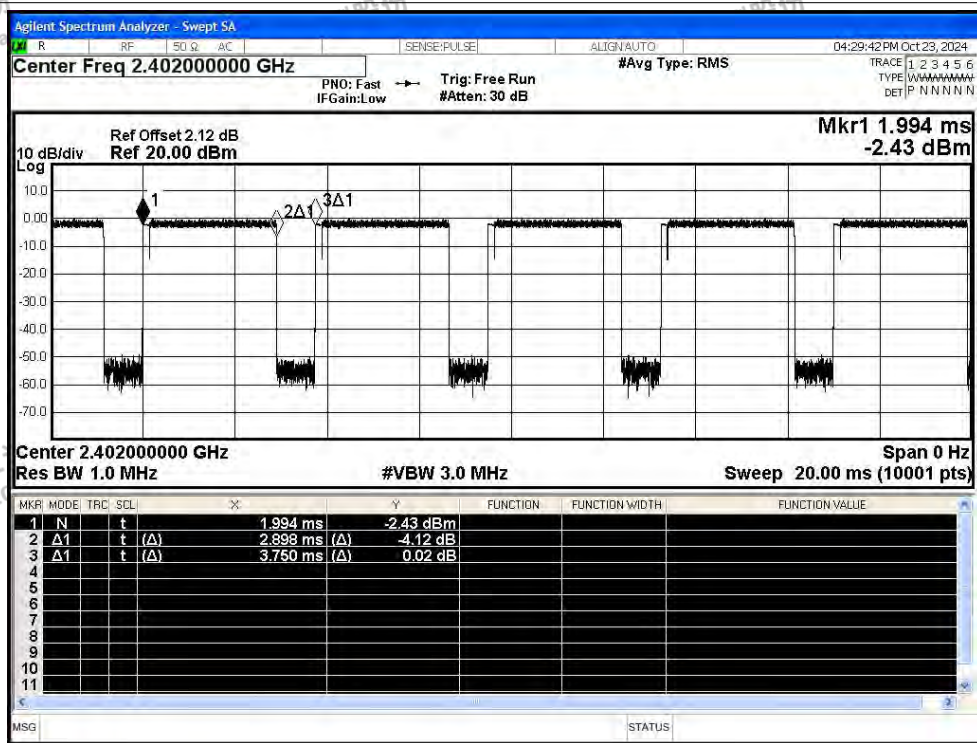 Agilent Spectrum Analyzer - Swept SA
R RF 50 Ω AC SENSE:PULSE ALIGN AUTO 04:29:42 PM Oct 23, 2024
Center Freq 2.402000000 GHz
#Avg Type: RMS
TRACE 1 2 3 4 5 6
TYPE WWWWWW
DET P N N N N N
PNO: Fast
IFGain:Low
Trig: Free Run
#Atten: 30 dB
Mkr1 1.994 ms
-2.43 dBm
Ref Offset 2.12 dB
10 dB/div Ref 20.00 dBm
Log
10.0
0.00
-10.0
-20.0
-30.0
-40.0
-50.0
-60.0
-70.0
1
2Δ1
3Δ1
Center 2.402000000 GHz Span 0 Hz
Res BW 1.0 MHz #VBW 3.0 MHz Sweep 20.00 ms (10001 pts)
MKR MODE TRC SCL X Y FUNCTION FUNCTION WIDTH FUNCTION VALUE
1 N t 1.994 ms -2.43 dBm
2 Δ1 t (Δ) 2.898 ms (Δ) -4.12 dB
3 Δ1 t (Δ) 3.750 ms (Δ) 0.02 dB
4
5
6
7
8
9
10
11
MSG STATUS